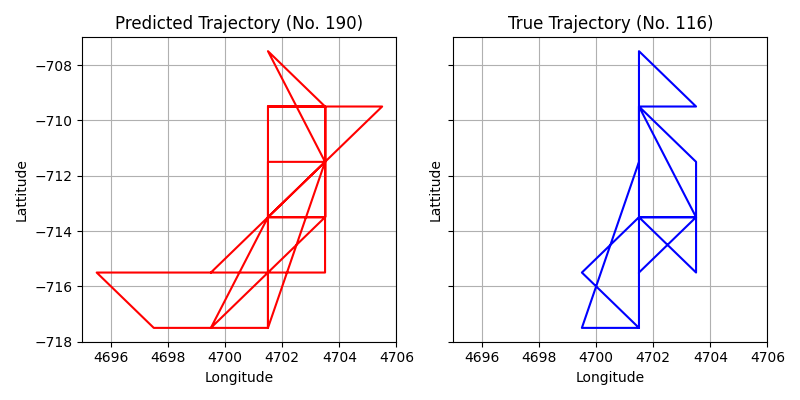 Predicted Trajectory (No. 190)
True Trajectory (No. 116)
Lattitude
−708
−710
−712
−714
−716
−718
4696 4698 4700 4702 4704 4706
Longitude
Lattitude
4696 4698 4700 4702 4704 4706
Longitude